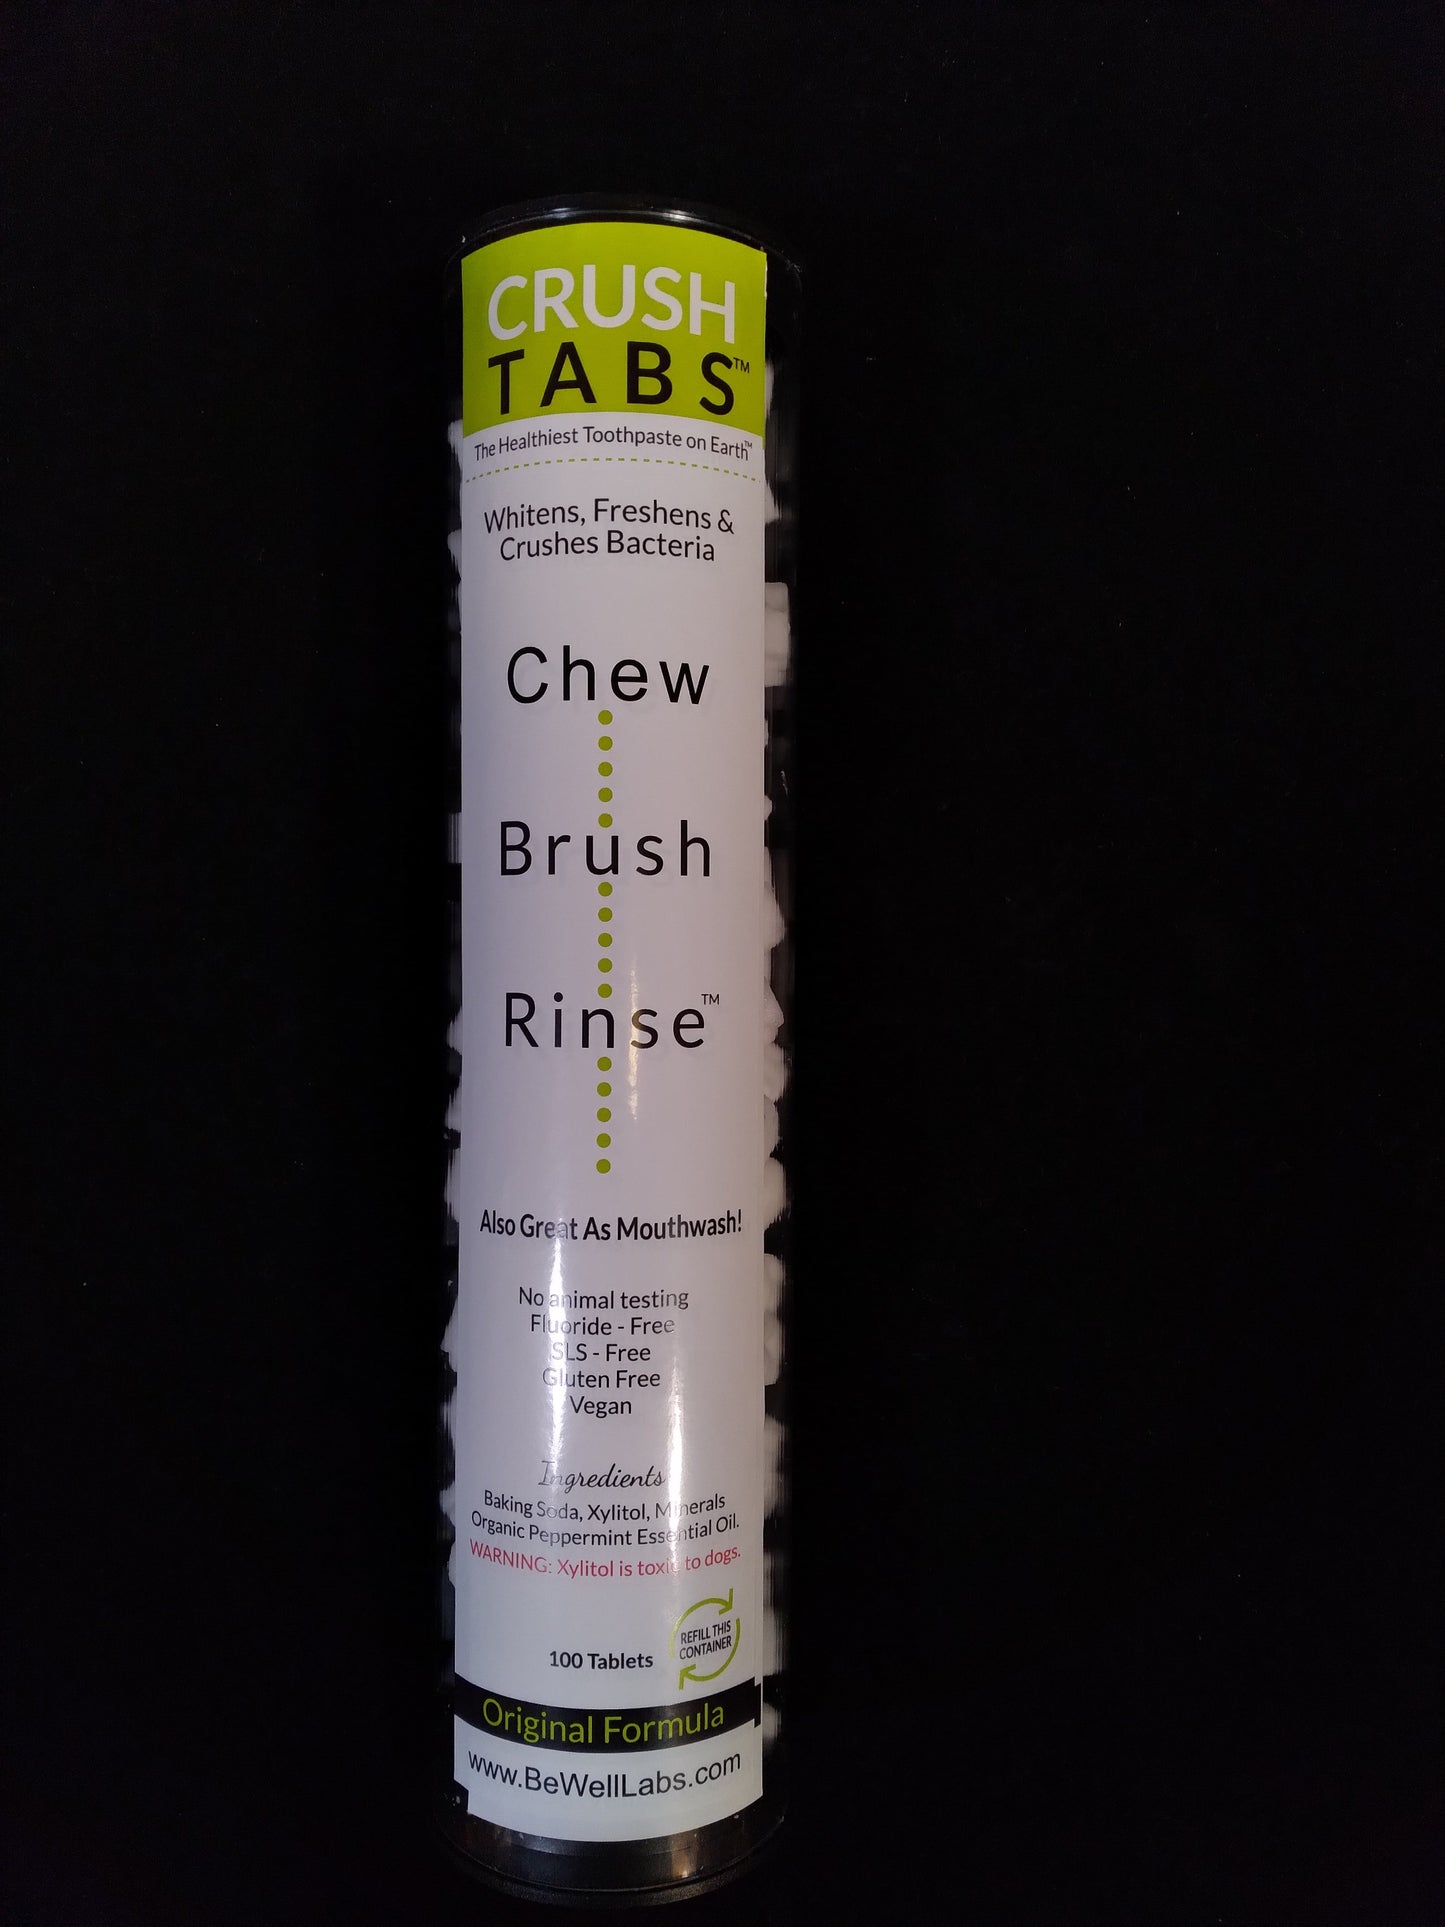 CRUSH
TABS™
The Healthiest Toothpaste on Earth™
Whitens, Freshens &
Crushes Bacteria
Chew
Brush
Rinse™
Also Great As Mouthwash!
No animal testing
Fluoride - Free
SLS - Free
Gluten Free
Vegan
Ingredients
Baking Soda, Xylitol, Minerals
Organic Peppermint Essential Oil.
WARNING: Xylitol is toxic to dogs.
REFILL THIS
CONTAINER
100 Tablets
Original Formula
www.BeWellLabs.com